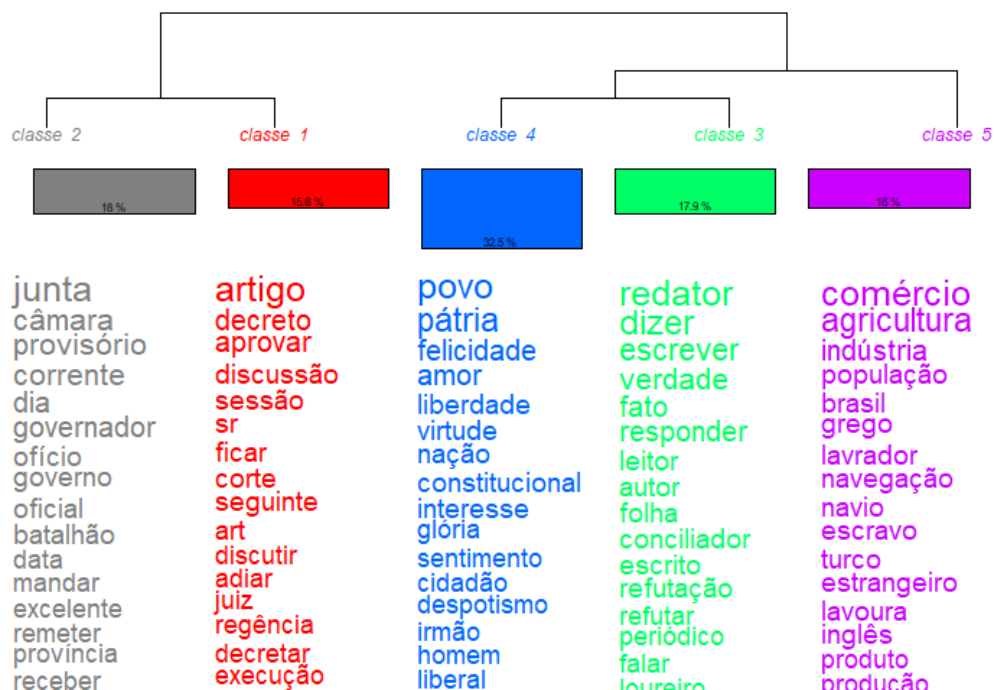 classe 2
classe 1
classe 4
classe 3
classe 5
18 %
15.6 %
32.5 %
17.9 %
16 %
junta
câmara
provisório
corrente
dia
governador
ofício
governo
oficial
batalhão
data
mandar
excelente
remeter
província
receber
artigo
decreto
aprovar
discussão
sessão
sr
ficar
corte
seguinte
art
discutir
adiar
juiz
regência
decretar
execução
povo
pátria
felicidade
amor
liberdade
virtude
nação
constitucional
interesse
glória
sentimento
cidadão
despotismo
irmão
homem
liberal
redator
dizer
escrever
verdade
fato
responder
leitor
autor
folha
conciliador
escrito
refutação
refutar
periódico
falar
loureiro
comércio
agricultura
indústria
população
brasil
grego
lavrador
navegação
navio
escravo
turco
estrangeiro
lavoura
inglês
produto
produção